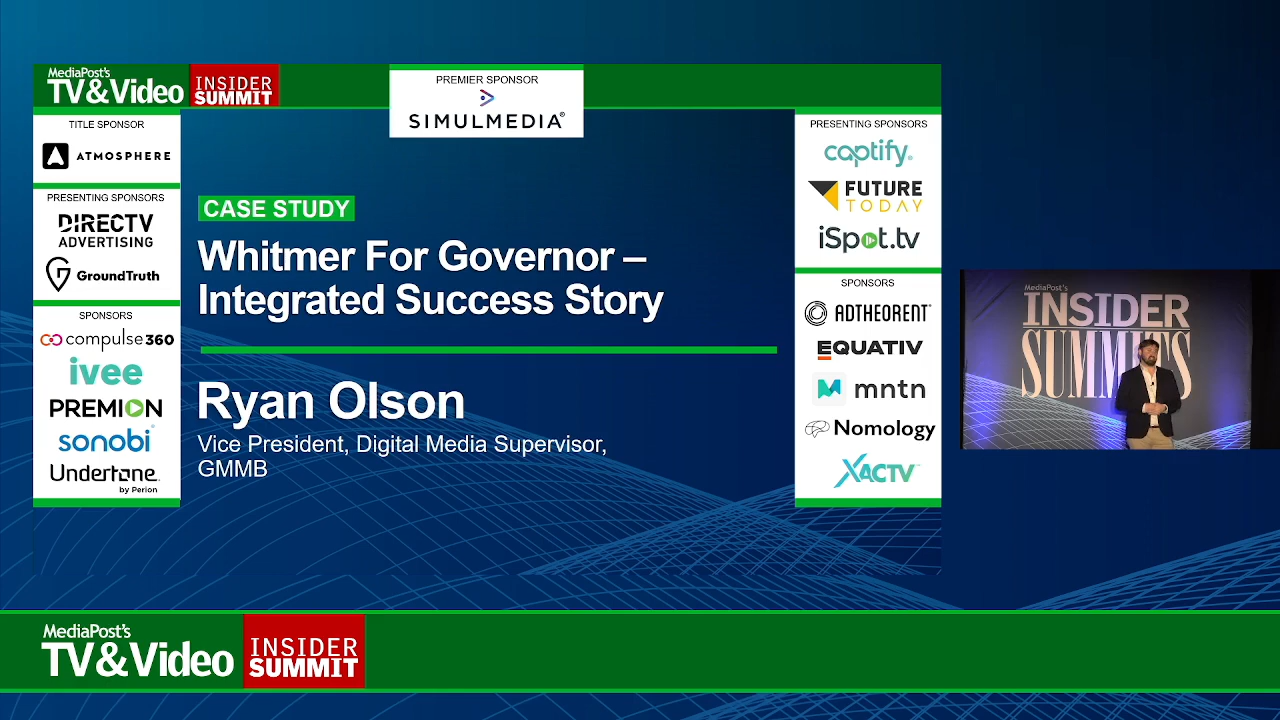 MediaPost's
TV&Video
INSIDER
SUMMIT
PREMIER SPONSOR
SIMULMEDIA®
TITLE SPONSOR
ATMOSPHERE
PRESENTING SPONSORS
DIRECTV
ADVERTISING
GroundTruth
SPONSORS
compulse360
ivee
PREMION
sonobi
Undertone
by Perion
CASE STUDY
Whitmer For Governor –
Integrated Success Story
Ryan Olson
Vice President, Digital Media Supervisor,
GMMB
PRESENTING SPONSORS
captify
FUTURE
TODAY
iSpot.tv
SPONSORS
ADTHEORENT
EQUATIV
mntn
Nomology
XACTV
MediaPost's
INSIDER
SUMMITS
MediaPost's
TV&Video
INSIDER
SUMMIT